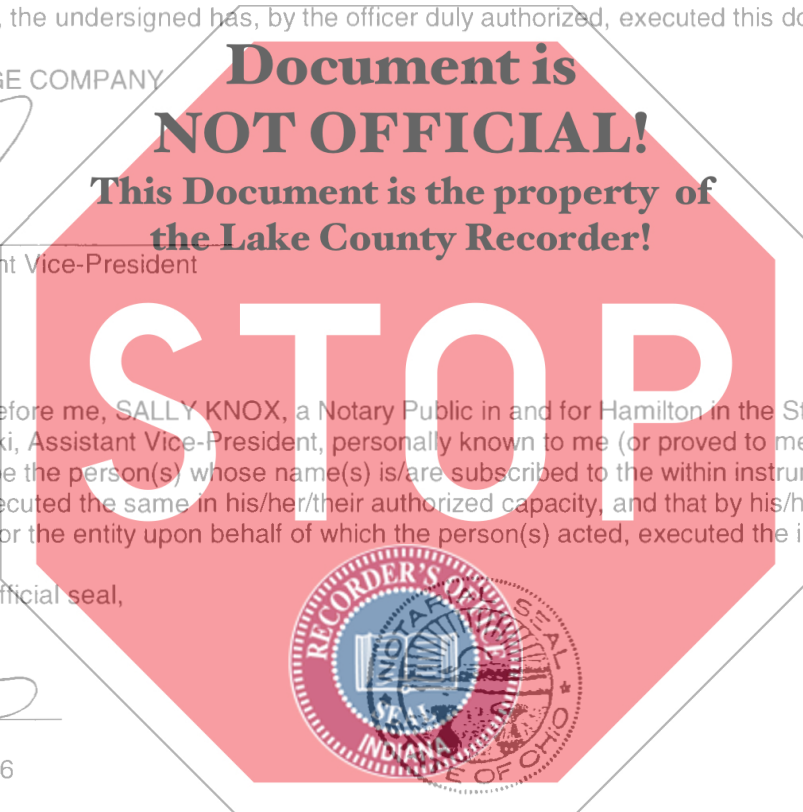 , the undersigned has, by the officer duly authorized, executed this do
GE COMPANY
Document is
NOT OFFICIAL!
This Document is the property of
the Lake County Recorder!
nt Vice-President
STOP
efore me, SALLY KNOX, a Notary Public in and for Hamilton in the St
ki, Assistant Vice-President, personally known to me (or proved to me
be the person(s) whose name(s) is/are subscribed to the within instru
ecuted the same in his/her/their authorized capacity, and that by his/h
or the entity upon behalf of which the person(s) acted, executed the i
fficial seal,
RECORDER'S OFFICE
SEAL
INDIANA
NOTARY SEAL
OF OHIO
6